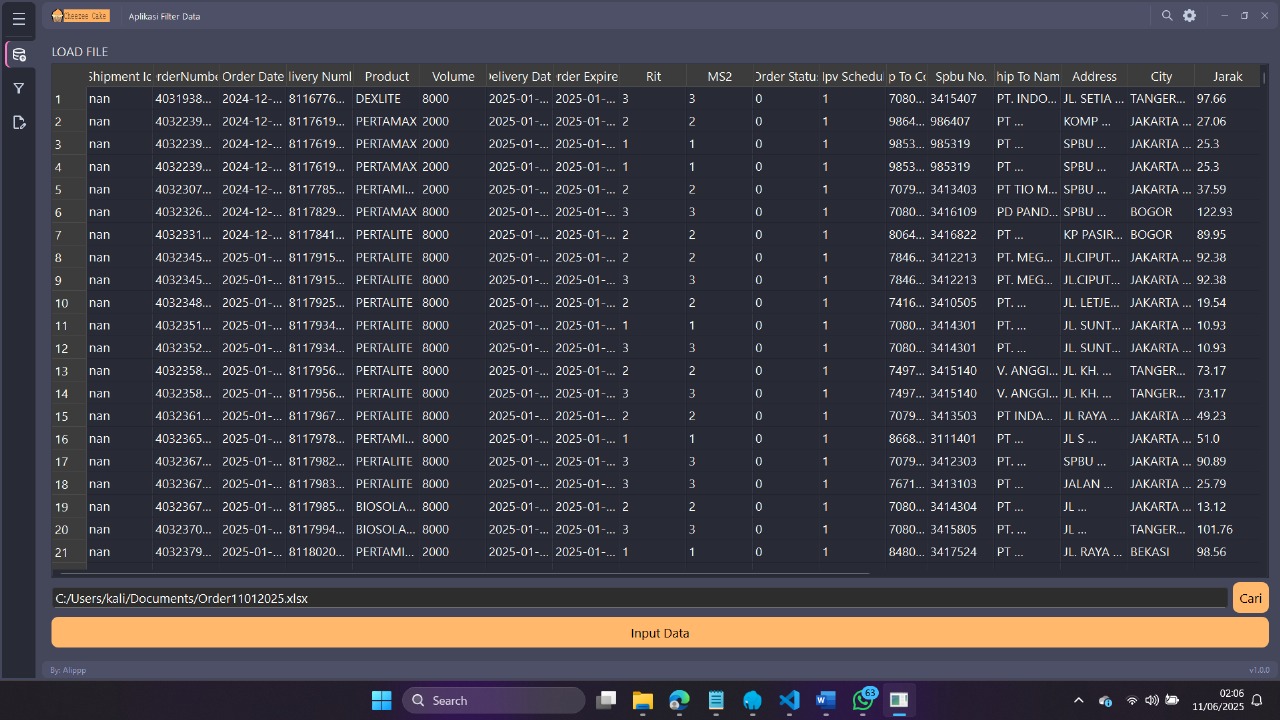 Cheezee Cake
Aplikasi Filter Data
LOAD FILE
Shipment Ic rderNumbe Order Date livery Numl Product Volume Delivery Dat rder Expire Rit MS2 Order Statu Ipv Schedul p To Co Spbu No. hip To Nam Address City Jarak
1 nan 4031938... 2024-12-... 8116776... DEXLITE 8000 2025-01-... 2025-01-... 3 3 0 1 7080... 3415407 PT. INDO... JL. SETIA ... TANGER... 97.66
2 nan 4032239... 2024-12-... 8117619... PERTAMAX 2000 2025-01-... 2025-01-... 2 2 0 1 9864... 986407 PT ... KOMP ... JAKARTA ... 27.06
3 nan 4032239... 2024-12-... 8117619... PERTAMAX 2000 2025-01-... 2025-01-... 1 1 0 1 9853... 985319 PT ... SPBU ... JAKARTA ... 25.3
4 nan 4032239... 2024-12-... 8117619... PERTAMAX 2000 2025-01-... 2025-01-... 1 1 0 1 9853... 985319 PT ... SPBU ... JAKARTA ... 25.3
5 nan 4032307... 2024-12-... 8117785... PERTAMI... 2000 2025-01-... 2025-01-... 2 2 0 1 7079... 3413403 PT TIO M... SPBU ... JAKARTA ... 37.59
6 nan 4032326... 2024-12-... 8117829... PERTAMAX 8000 2025-01-... 2025-01-... 3 3 0 1 7080... 3416109 PD PAND... SPBU ... BOGOR 122.93
7 nan 4032331... 2024-12-... 8117841... PERTALITE 8000 2025-01-... 2025-01-... 2 2 0 1 8064... 3416822 PT ... KP PASIR... BOGOR 89.95
8 nan 4032345... 2024-12-... 8117915... PERTALITE 8000 2025-01-... 2025-01-... 2 2 0 1 7846... 3412213 PT. MEG... JL.CIPUT... JAKARTA ... 92.38
9 nan 4032345... 2024-12-... 8117915... PERTALITE 8000 2025-01-... 2025-01-... 3 3 0 1 7846... 3412213 PT. MEG... JL.CIPUT... JAKARTA ... 92.38
10 nan 4032348... 2024-12-... 8117925... PERTALITE 8000 2025-01-... 2025-01-... 2 2 0 1 7416... 3410505 PT. ... JL. LETJE... JAKARTA ... 19.54
11 nan 4032351... 2025-01-... 8117934... PERTALITE 8000 2025-01-... 2025-01-... 1 1 0 1 7080... 3414301 PT. ... JL. SUNT... JAKARTA ... 10.93
12 nan 4032352... 2025-01-... 8117934... PERTALITE 8000 2025-01-... 2025-01-... 3 3 0 1 7080... 3414301 PT. ... JL. SUNT... JAKARTA ... 10.93
13 nan 4032358... 2025-01-... 8117956... PERTALITE 8000 2025-01-... 2025-01-... 2 2 0 1 7497... 3415140 V. ANGGI... JL. KH. ... TANGER... 73.17
14 nan 4032358... 2025-01-... 8117956... PERTALITE 8000 2025-01-... 2025-01-... 3 3 0 1 7497... 3415140 V. ANGGI... JL. KH. ... TANGER... 73.17
15 nan 4032361... 2025-01-... 8117967... PERTALITE 8000 2025-01-... 2025-01-... 2 2 0 1 7079... 3413503 PT INDA... JL RAYA ... JAKARTA ... 49.23
16 nan 4032365... 2025-01-... 8117978... PERTAMI... 8000 2025-01-... 2025-01-... 1 1 0 1 8668... 3111401 PT ... JL S ... JAKARTA ... 51.0
17 nan 4032367... 2025-01-... 8117982... PERTALITE 8000 2025-01-... 2025-01-... 3 3 0 1 7079... 3412303 PT.... SPBU ... JAKARTA ... 90.89
18 nan 4032367... 2025-01-... 8117983... PERTALITE 8000 2025-01-... 2025-01-... 3 3 0 1 7671... 3413103 PT.... JALAN ... JAKARTA ... 25.79
19 nan 4032367... 2025-01-... 8117985... BIOSOLA... 8000 2025-01-... 2025-01-... 2 2 0 1 7080... 3414304 PT ... JL ... JAKARTA ... 13.12
20 nan 4032370... 2025-01-... 8117994... BIOSOLA... 8000 2025-01-... 2025-01-... 3 3 0 1 7080... 3415805 PT. ... JL ... TANGER... 101.76
21 nan 4032379... 2025-01-... 8118020... PERTAMI... 2000 2025-01-... 2025-01-... 1 1 0 1 8480... 3417524 PT ... JL. RAYA ... BEKASI 98.56
C:/Users/kali/Documents/Order11012025.xlsx
Cari
Input Data
By: Alippp
v1.0.0
Search
63
02:06
11/06/2025